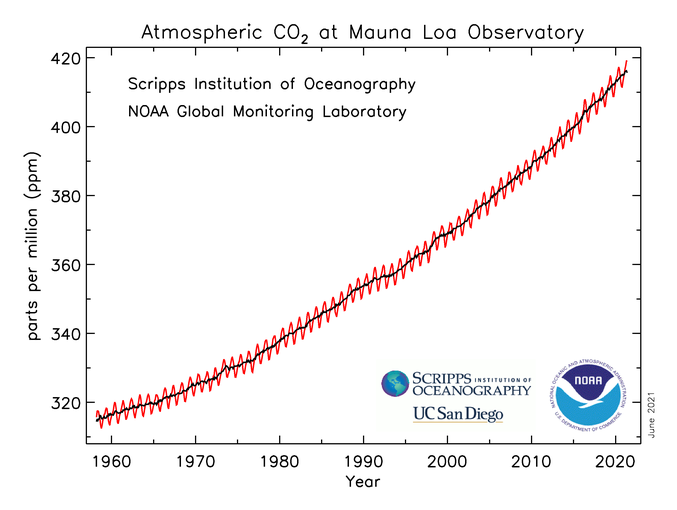 Atmospheric CO₂ at Mauna Loa Observatory
Scripps Institution of Oceanography
NOAA Global Monitoring Laboratory
parts per million (ppm)
420
400
380
360
340
320
1960
1970
1980
1990
2000
2010
2020
Year
SCRIPPS INSTITUTION OF
OCEANOGRAPHY
UC San Diego
NATIONAL OCEANIC AND ATMOSPHERIC ADMINISTRATION
NOAA
U.S. DEPARTMENT OF COMMERCE
June 2021